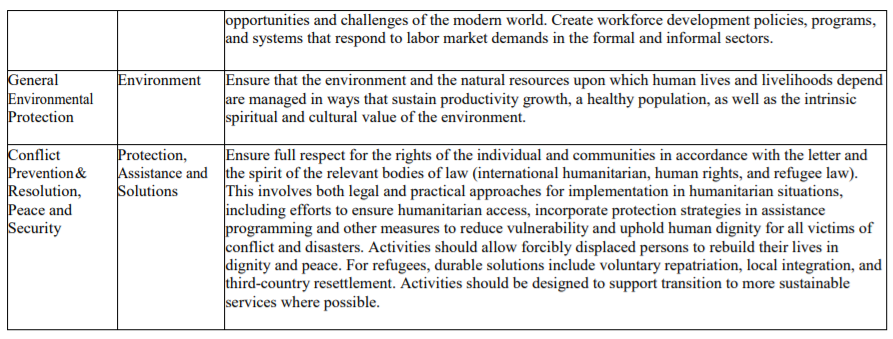 opportunities and challenges of the modern world. Create workforce development policies, programs,
and systems that respond to labor market demands in the formal and informal sectors.
General
Environmental
Protection
Environment
Ensure that the environment and the natural resources upon which human lives and livelihoods depend
are managed in ways that sustain productivity growth, a healthy population, as well as the intrinsic
spiritual and cultural value of the environment.
Conflict
Prevention &
Resolution,
Peace and
Security
Protection,
Assistance and
Solutions
Ensure full respect for the rights of the individual and communities in accordance with the letter and
the spirit of the relevant bodies of law (international humanitarian, human rights, and refugee law).
This involves both legal and practical approaches for implementation in humanitarian situations,
including efforts to ensure humanitarian access, incorporate protection strategies in assistance
programming and other measures to reduce vulnerability and uphold human dignity for all victims of
conflict and disasters. Activities should allow forcibly displaced persons to rebuild their lives in
dignity and peace. For refugees, durable solutions include voluntary repatriation, local integration, and
third-country resettlement. Activities should be designed to support transition to more sustainable
services where possible.